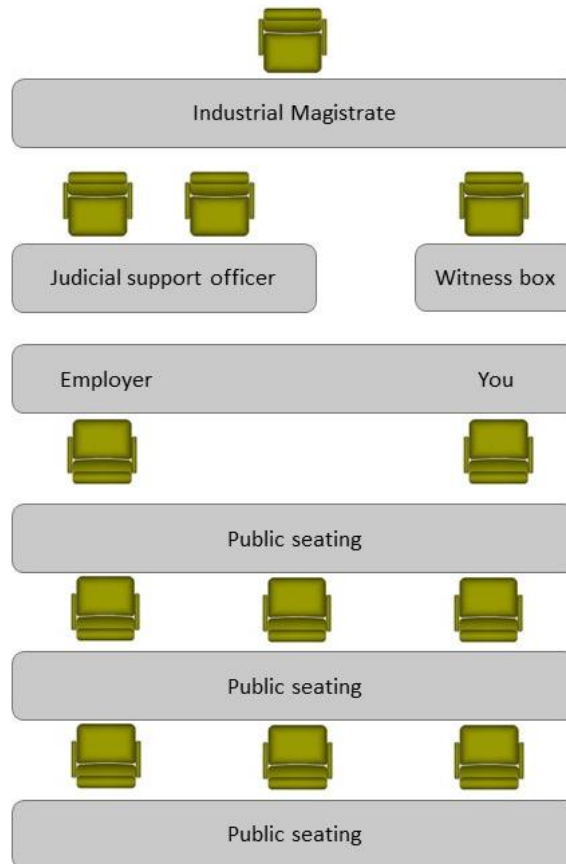 Industrial Magistrate
Judicial support officer
Witness box
Employer
You
Public seating
Public seating
Public seating